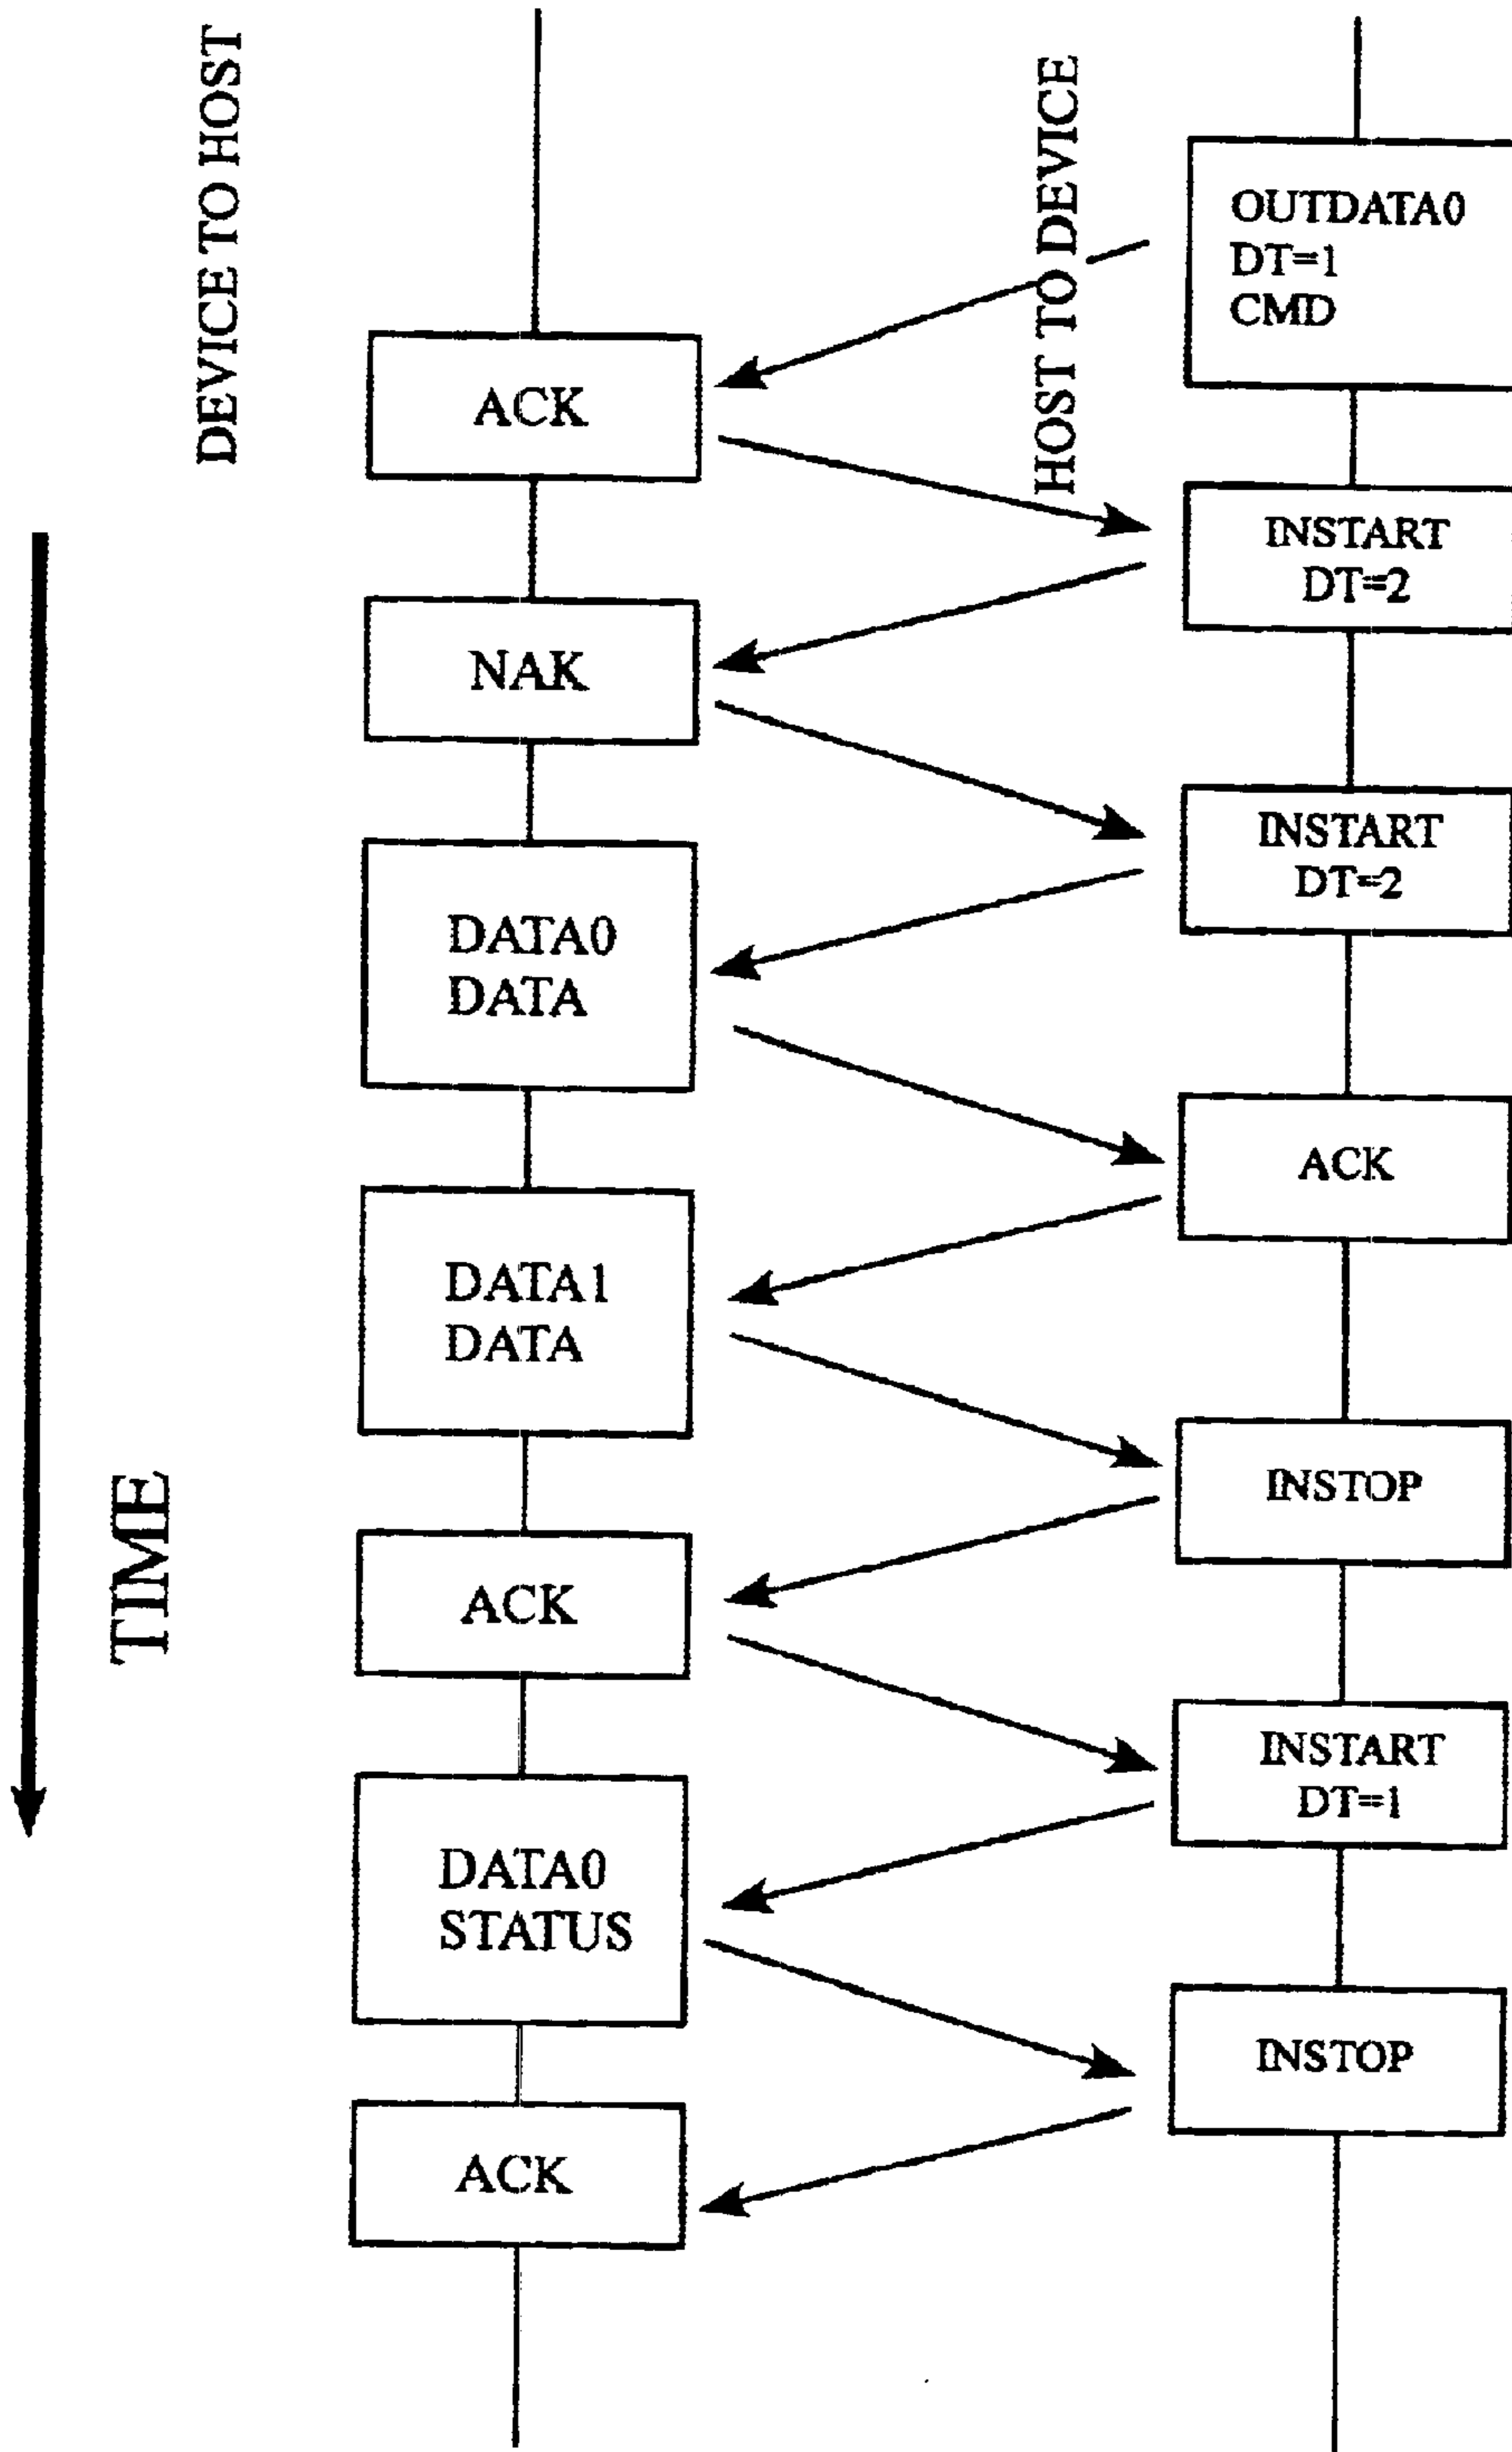 DEVICE TO HOST
HOST TO DEVICE
OUTDATA0
DT=1
CMD
ACK
INSTART
DT=2
NAK
INSTART
DT=2
DATA0
DATA
ACK
DATA1
DATA
INSTOP
ACK
INSTART
DT=1
DATA0
STATUS
INSTOP
ACK
TIME